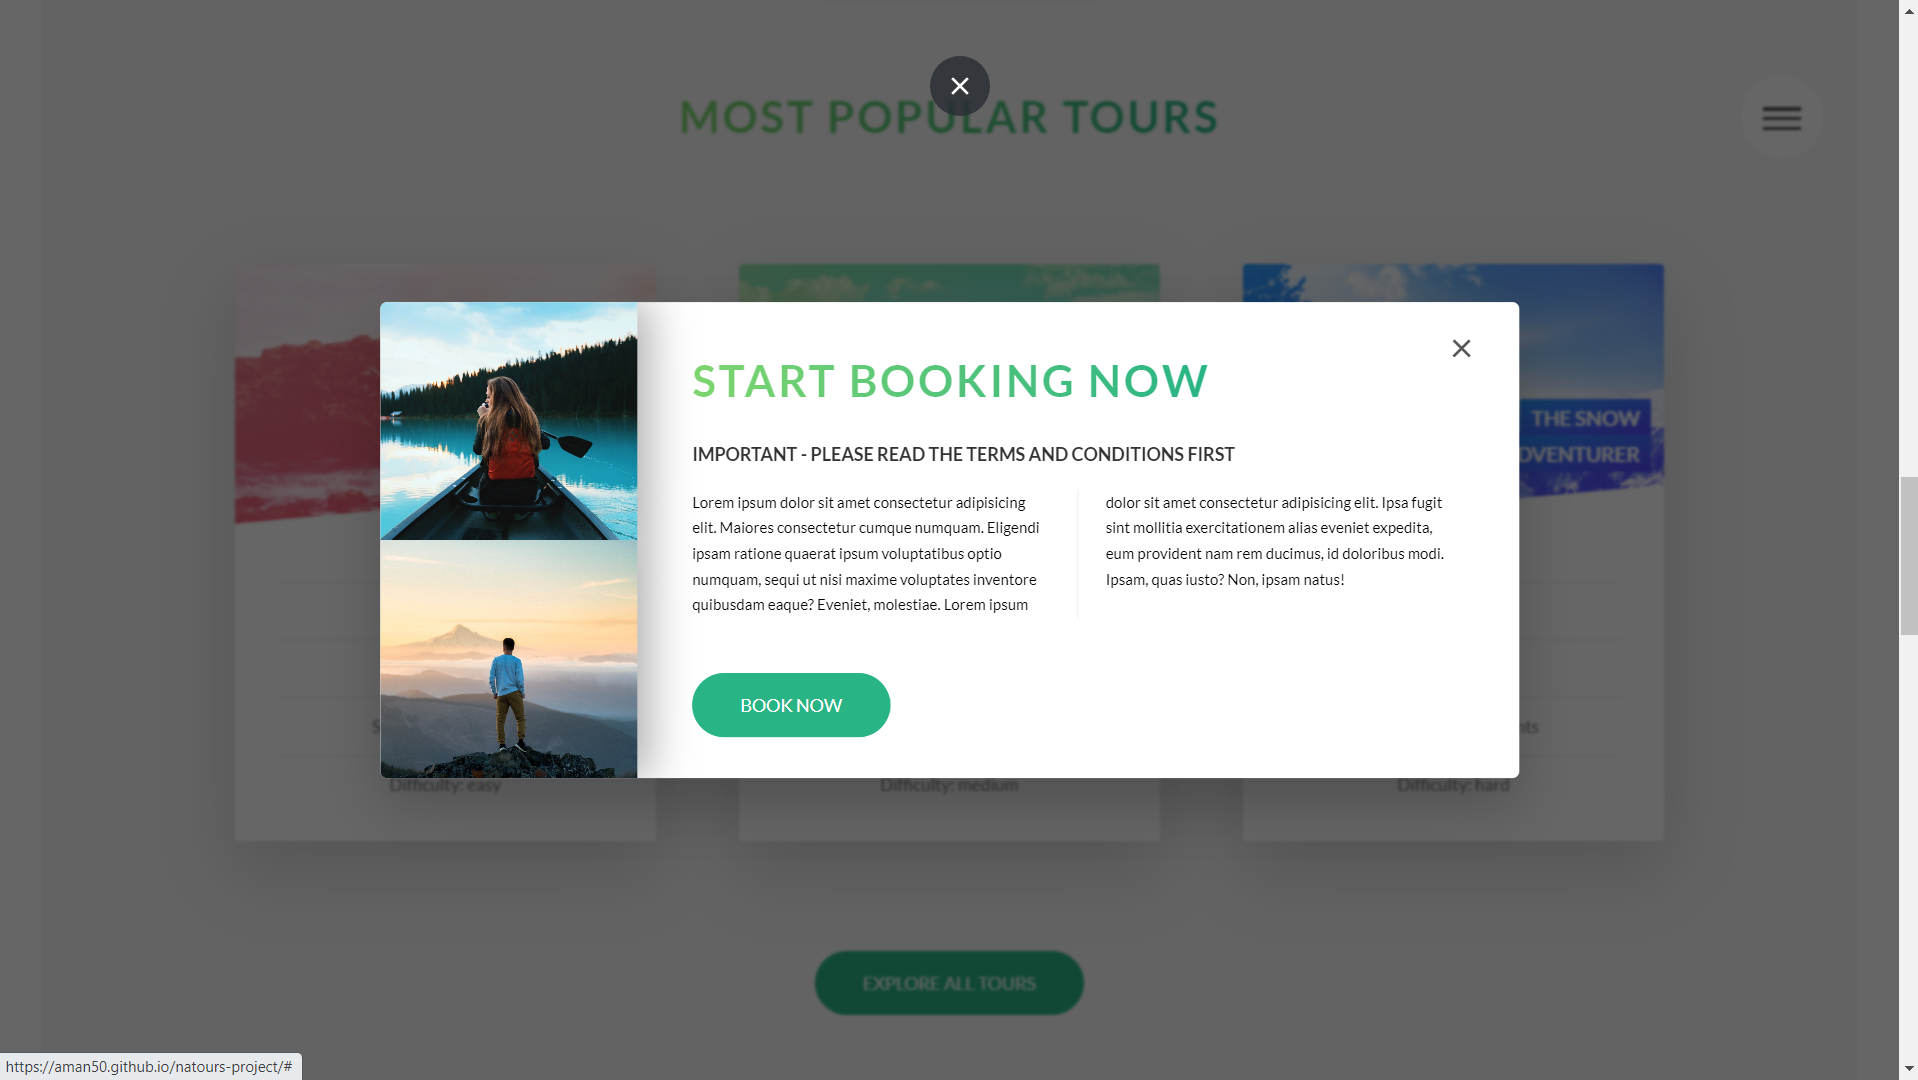 MOST POPULAR TOURS
THE SNOW
DVENTURER
START BOOKING NOW
IMPORTANT - PLEASE READ THE TERMS AND CONDITIONS FIRST
Lorem ipsum dolor sit amet consectetur adipisicing
elit. Maiores consectetur cumque numquam. Eligendi
ipsam ratione quaerat ipsum voluptatibus optio
numquam, sequi ut nisi maxime voluptates inventore
quibusdam eaque? Eveniet, molestiae. Lorem ipsum
dolor sit amet consectetur adipisicing elit. Ipsa fugit
sint mollitia exercitationem alias eveniet expedita,
eum provident nam rem ducimus, id doloribus modi.
Ipsam, quas iusto? Non, ipsam natus!
BOOK NOW
Difficulty: easy
Difficulty: medium
Difficulty: hard
EXPLORE ALL TOURS
https://aman50.github.io/natours-project/#